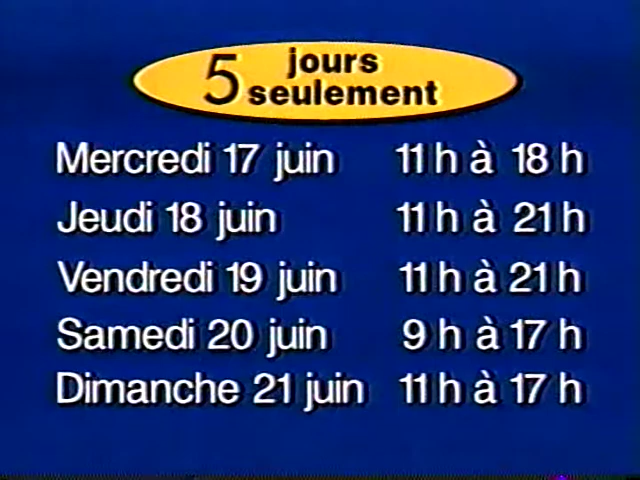 5 jours
seulement
Mercredi 17 juin 11 h à 18 h
Jeudi 18 juin 11 h à 21 h
Vendredi 19 juin 11 h à 21 h
Samedi 20 juin 9 h à 17 h
Dimanche 21 juin 11 h à 17 h